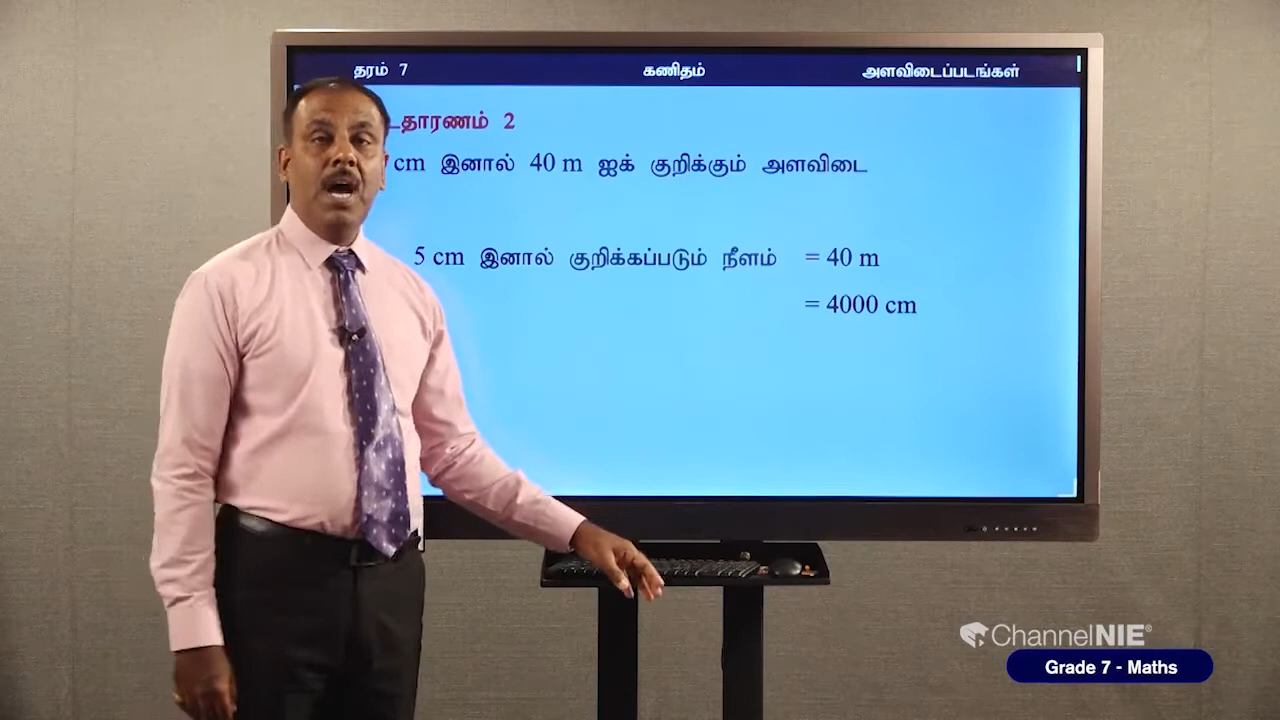 தரம் 7 கணிதம் அளவிடைப்படங்கள்
உதாரணம் 2
cm இனால் 40 m ஐக் குறிக்கும் அளவிடை
5 cm இனால் குறிக்கப்படும் நீளம் = 40 m
= 4000 cm
ChannelNIE®
Grade 7 - Maths